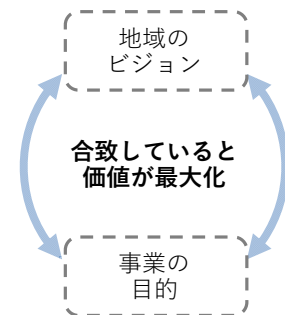 地域の
ビジョン
合致していると
価値が最大化
事業の
目的